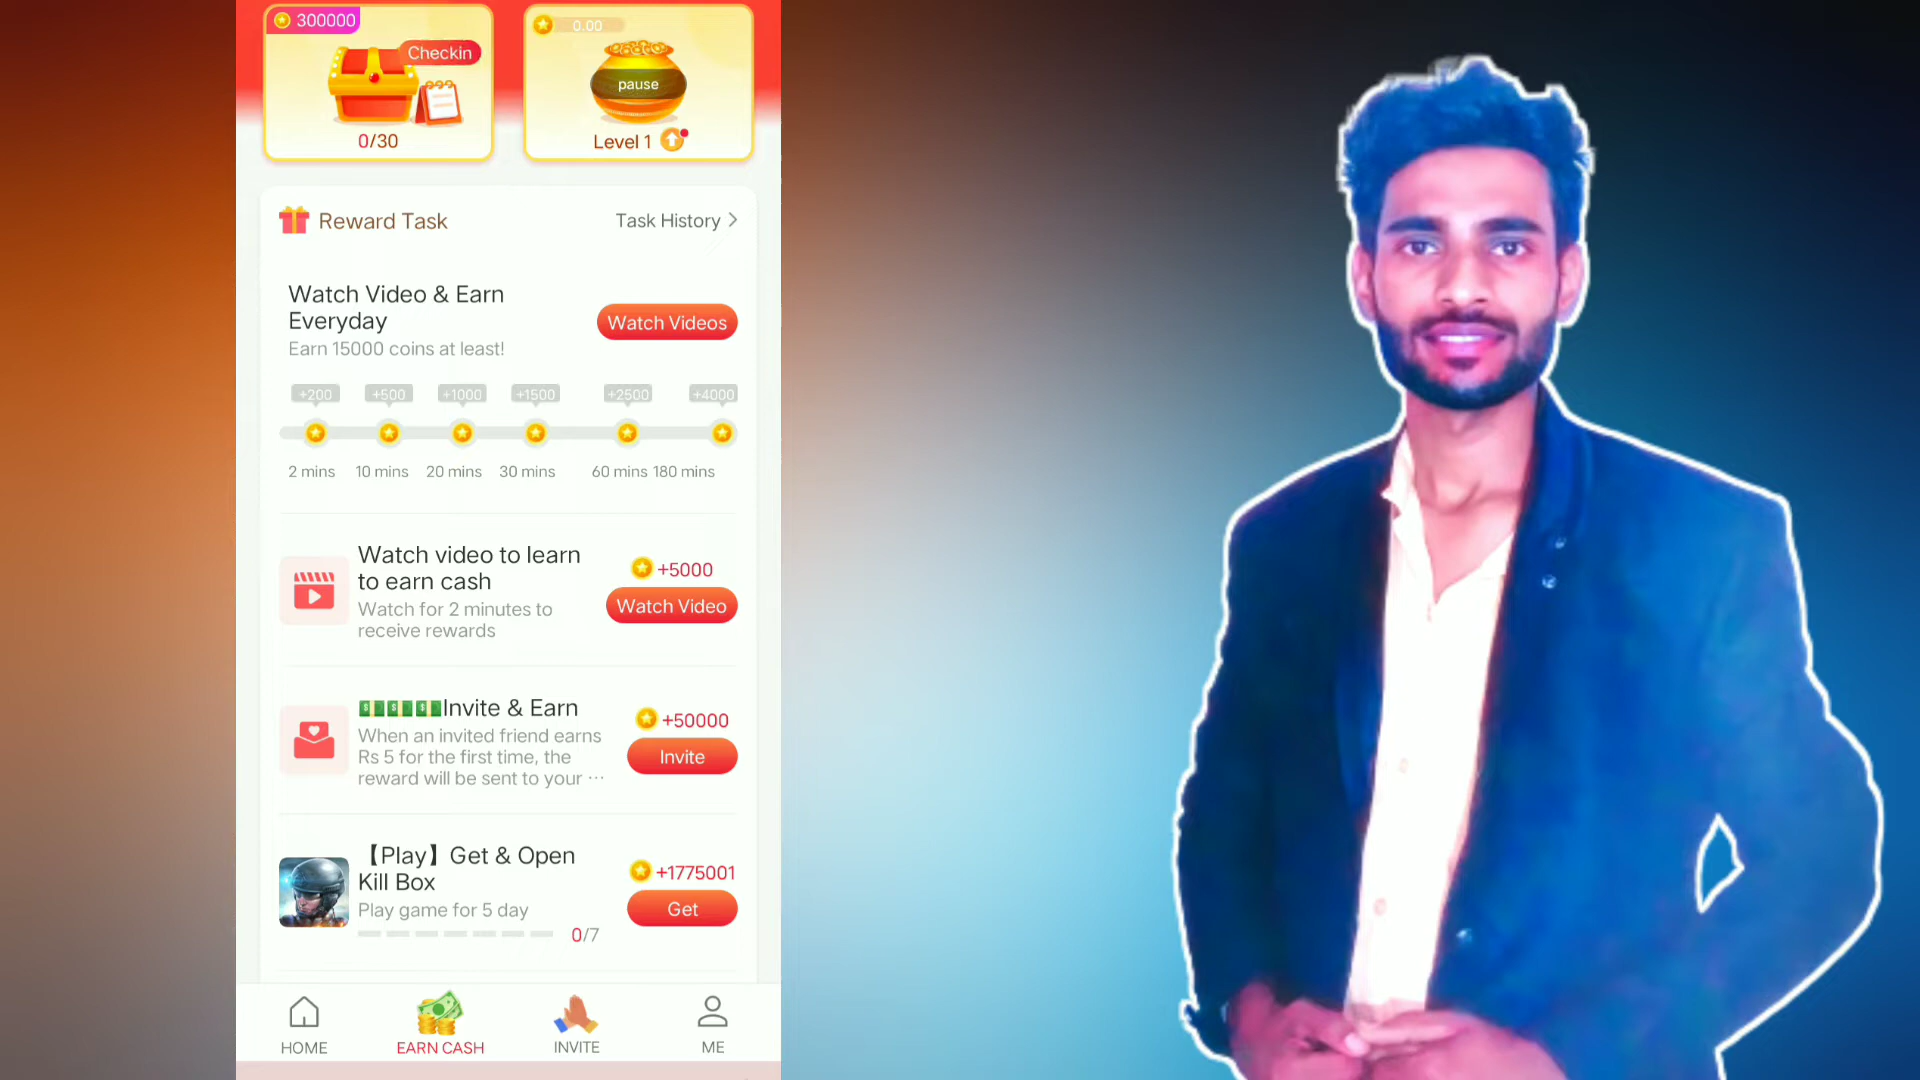 300000
Checkin
0/30
0.00
pause
Level 1
Reward Task
Task History
Watch Video & Earn
Everyday
Earn 15000 coins at least!
Watch Videos
+200 +500 +1000 +1500 +2500 +4000
2 mins 10 mins 20 mins 30 mins 60 mins 180 mins
Watch video to learn
to earn cash
Watch for 2 minutes to
receive rewards
+5000
Watch Video
Invite & Earn
When an invited friend earns
Rs 5 for the first time, the
reward will be sent to your ...
+50000
Invite
【Play】Get & Open
Kill Box
Play game for 5 day
0/7
+1775001
Get
HOME
EARN CASH
INVITE
ME